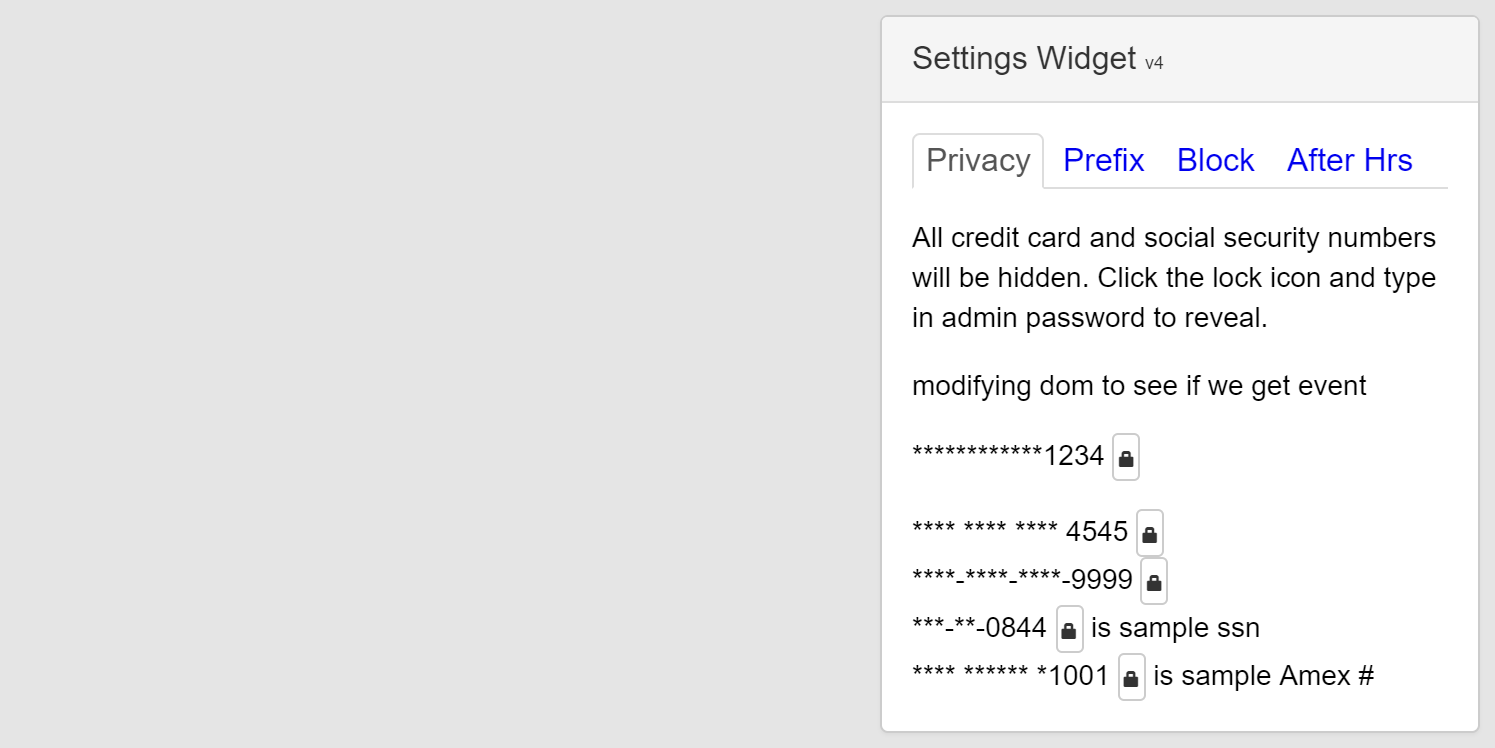 Settings Widget v4
Privacy Prefix Block After Hrs
All credit card and social security numbers
will be hidden. Click the lock icon and type
in admin password to reveal.
modifying dom to see if we get event
************1234
**** **** **** 4545
****-****-****-9999
***-**-0844 is sample ssn
**** ****** *1001 is sample Amex #